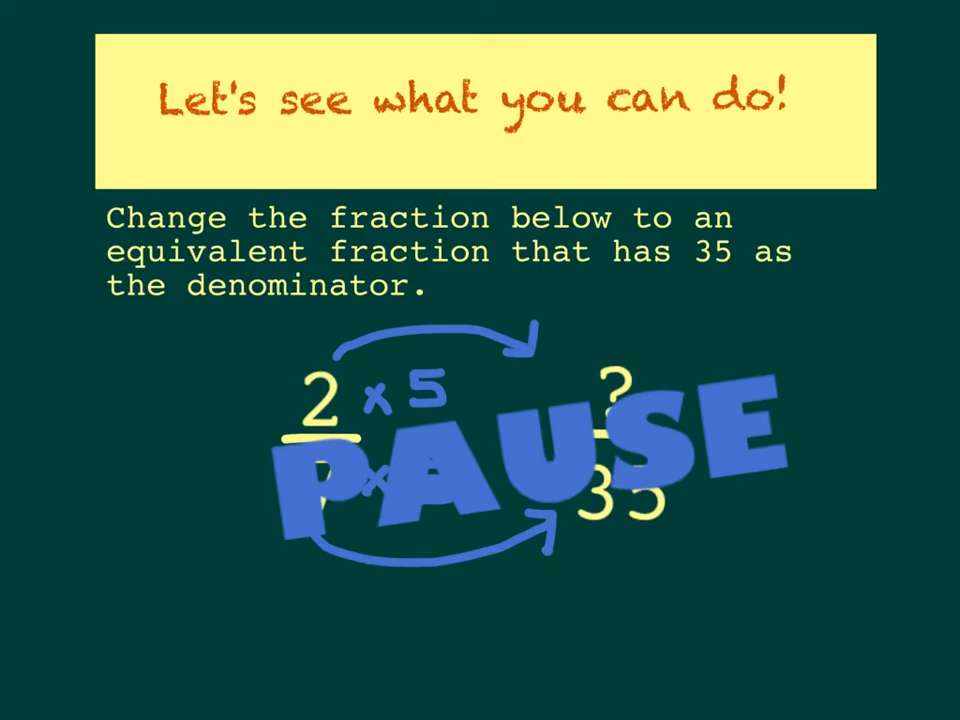 Let's see what you can do!
Change the fraction below to an
equivalent fraction that has 35 as
the denominator.
2 x 5
?
x
35
PAUSE